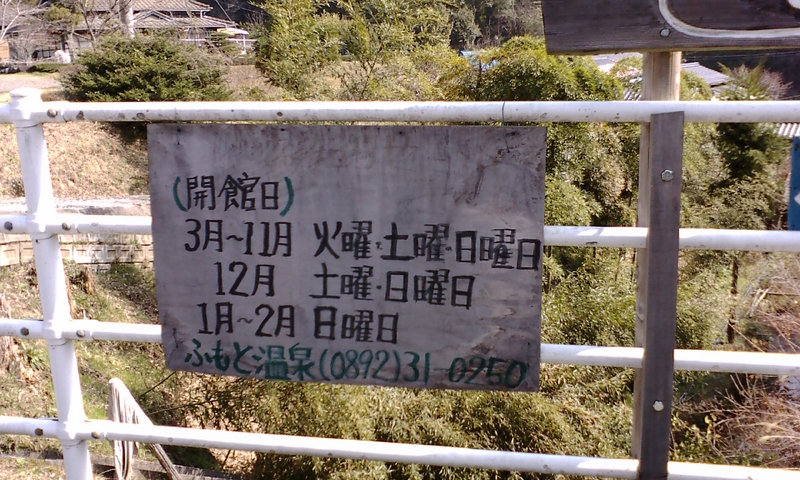 (開館日)
3月~11月 火曜・土曜・日曜日
12月 土曜・日曜日
1月~2月 日曜日
ふもと温泉(0892)31-0250